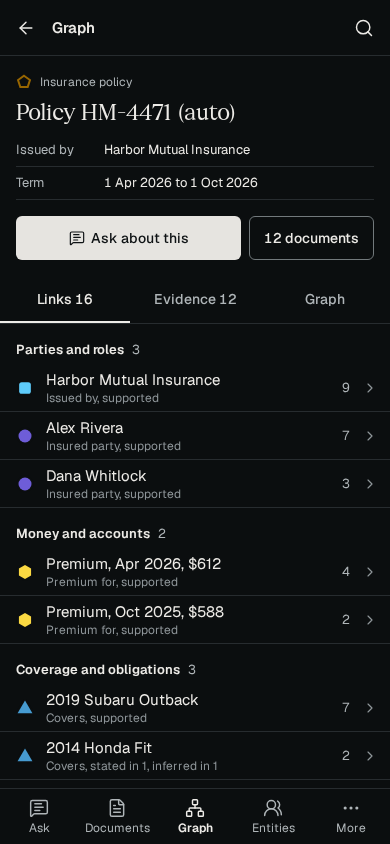 Graph
Insurance policy
Policy HM-4471 (auto)
Issued by Harbor Mutual Insurance
Term 1 Apr 2026 to 1 Oct 2026
Ask about this 12 documents
Links 16 Evidence 12 Graph
Parties and roles 3
Harbor Mutual Insurance 9
Issued by, supported
Alex Rivera 7
Insured party, supported
Dana Whitlock 3
Insured party, supported
Money and accounts 2
Premium, Apr 2026, $612 4
Premium for, supported
Premium, Oct 2025, $588 2
Premium for, supported
Coverage and obligations 3
2019 Subaru Outback 7
Covers, supported
2014 Honda Fit 2
Covers, stated in 1, inferred in 1
Ask Documents Graph Entities More